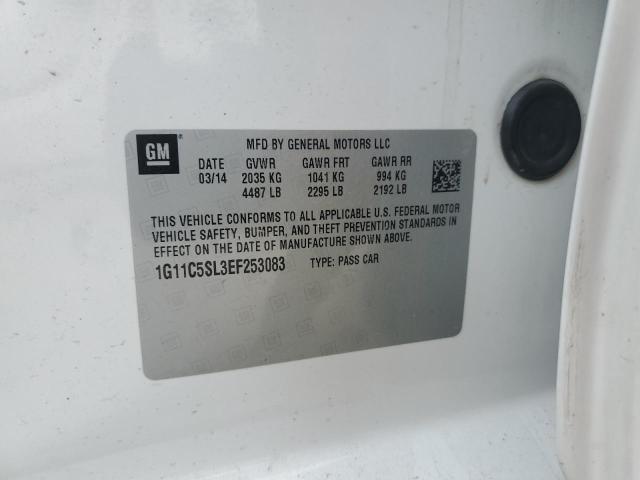 GM
MFD BY GENERAL MOTORS LLC
DATE GVWR GAWR FRT GAWR RR
03/14 2035 KG 1041 KG 994 KG
4487 LB 2295 LB 2192 LB
THIS VEHICLE CONFORMS TO ALL APPLICABLE U.S. FEDERAL MOTOR
VEHICLE SAFETY, BUMPER, AND THEFT PREVENTION STANDARDS IN
EFFECT ON THE DATE OF MANUFACTURE SHOWN ABOVE.
1G11C5SL3EF253083 TYPE: PASS CAR